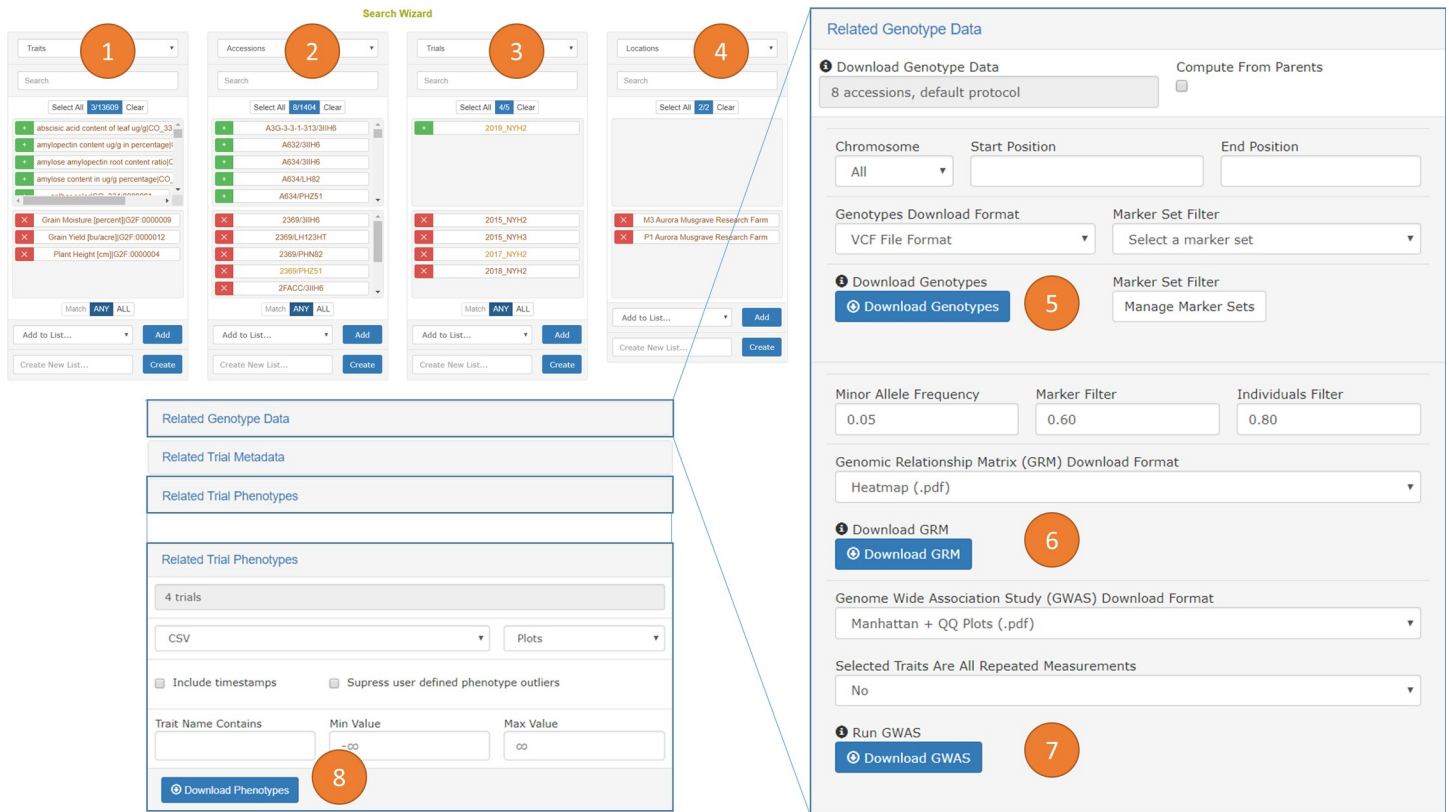 Search Wizard
Traits
1
Search
Select All 3/13609 Clear
+ abscisic acid content of leaf ug/g|CO_33
+ amylopectin content ug/g in percentage|
+ amylose amylopectin root content ratio|C
+ amylose content in ug/g percentage|CO_
× Grain Moisture [percent]|G2F:0000009
× Grain Yield [bu/acre]|G2F:0000012
× Plant Height [cm]|G2F:0000004
Match ANY ALL
Add to List... Add
Create New List... Create
Accessions
2
Search
Select All 8/1404 Clear
+ A3G-3-3-1-313/3IIH6
+ A632/3IIH6
+ A634/3IIH6
+ A634/LH82
+ A634/PHZ51
× 2369/3IIH6
× 2369/LH123HT
× 2369/PHN82
× 2369/PHZ51
× 2FACC/3IIH6
Match ANY ALL
Add to List... Add
Create New List... Create
Trials
3
Search
Select All 4/5 Clear
+ 2019_NYH2
× 2015_NYH2
× 2015_NYH3
× 2017_NYH2
× 2018_NYH2
Match ANY ALL
Add to List... Add
Create New List... Create
Locations
4
Search
Select All 2/2 Clear
× M3 Aurora Musgrave Research Farm
× P1 Aurora Musgrave Research Farm
Add to List... Add
Create New List... Create
Related Genotype Data
Related Trial Metadata
Related Trial Phenotypes
Related Trial Phenotypes
4 trials
CSV Plots
Include timestamps Supress user defined phenotype outliers
Trait Name Contains Min Value Max Value
-∞ ∞
Download Phenotypes 8
Related Genotype Data
Download Genotype Data Compute From Parents
8 accessions, default protocol
Chromosome Start Position End Position
All
Genotypes Download Format Marker Set Filter
VCF File Format Select a marker set
Download Genotypes Marker Set Filter
Download Genotypes 5 Manage Marker Sets
Minor Allele Frequency Marker Filter Individuals Filter
0.05 0.60 0.80
Genomic Relationship Matrix (GRM) Download Format
Heatmap (.pdf)
Download GRM
Download GRM 6
Genome Wide Association Study (GWAS) Download Format
Manhattan + QQ Plots (.pdf)
Selected Traits Are All Repeated Measurements
No
Run GWAS
Download GWAS 7